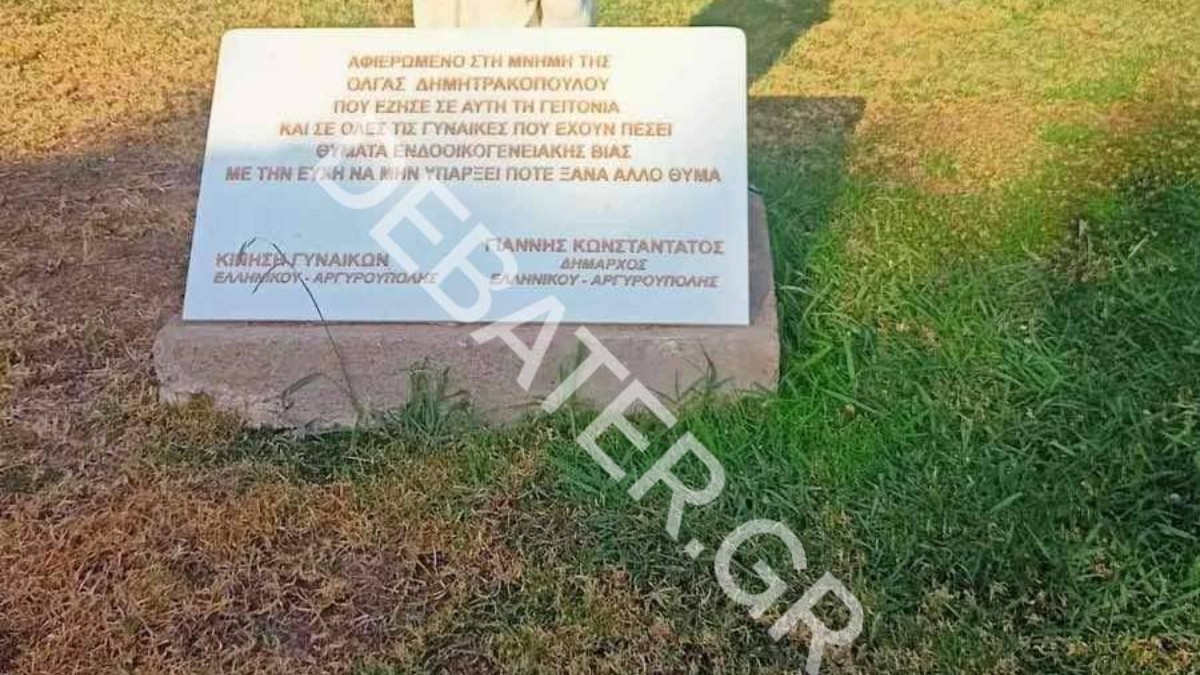 ΑΦΙΕΡΩΜΕΝΟ ΣΤΗ ΜΝΗΜΗ ΤΗΣ
ΟΛΓΑΣ ΔΗΜΗΤΡΑΚΟΠΟΥΛΟΥ
ΠΟΥ ΕΖΗΣΕ ΣΕ ΑΥΤΗ ΤΗ ΓΕΙΤΟΝΙΑ
ΚΑΙ ΣΕ ΟΛΕΣ ΤΙΣ ΓΥΝΑΙΚΕΣ ΠΟΥ ΕΧΟΥΝ ΠΕΣΕΙ
ΘΥΜΑΤΑ ΕΝΔΟΟΙΚΟΓΕΝΕΙΑΚΗΣ ΒΙΑΣ
ΜΕ ΤΗΝ ΕΥΧΗ ΝΑ ΜΗΝ ΥΠΑΡΞΕΙ ΠΟΤΕ ΞΑΝΑ ΑΛΛΟ ΘΥΜΑ
ΚΙΝΗΣΗ ΓΥΝΑΙΚΩΝ
ΕΛΛΗΝΙΚΟΥ - ΑΡΓΥΡΟΥΠΟΛΗΣ
ΓΙΑΝΝΗΣ ΚΩΝΣΤΑΝΤΑΤΟΣ
ΔΗΜΑΡΧΟΣ
ΕΛΛΗΝΙΚΟΥ - ΑΡΓΥΡΟΥΠΟΛΗΣ
DEBATER.GR